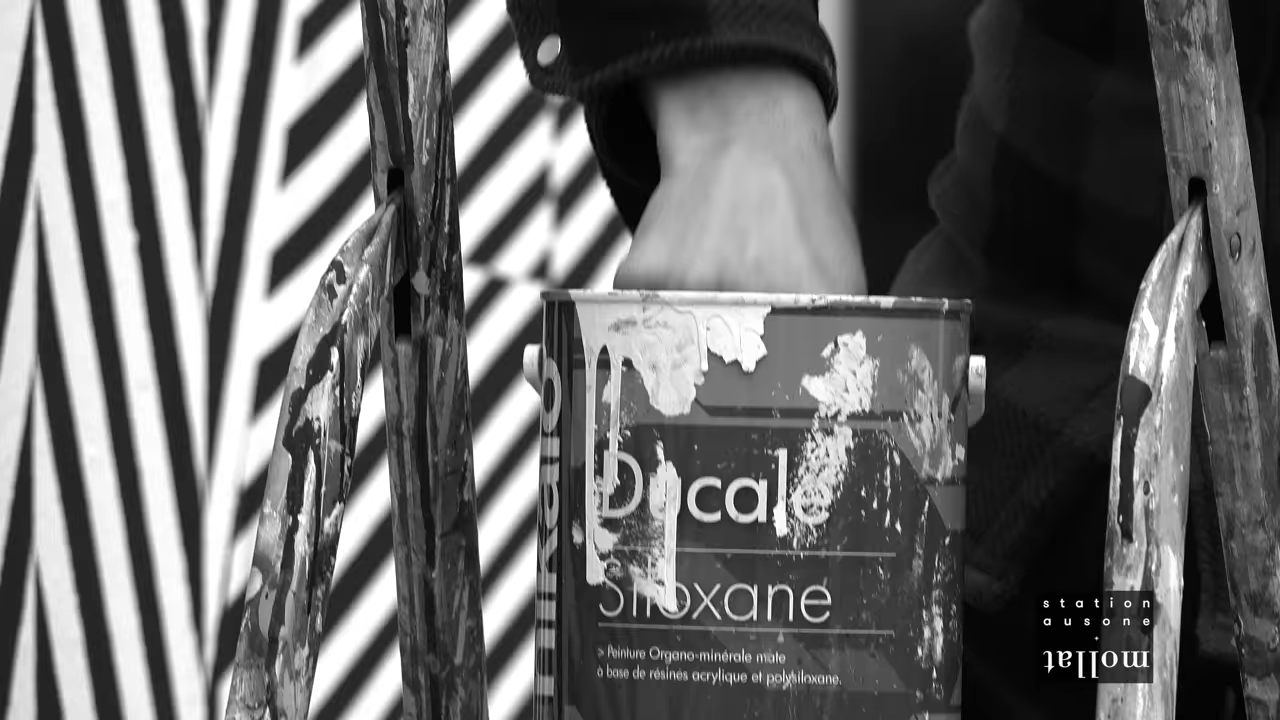 Ducale
Siloxane
> Peinture Organo-minérale mate
à base de résines acrylique et polysiloxane.
station
ausone
+
mollat